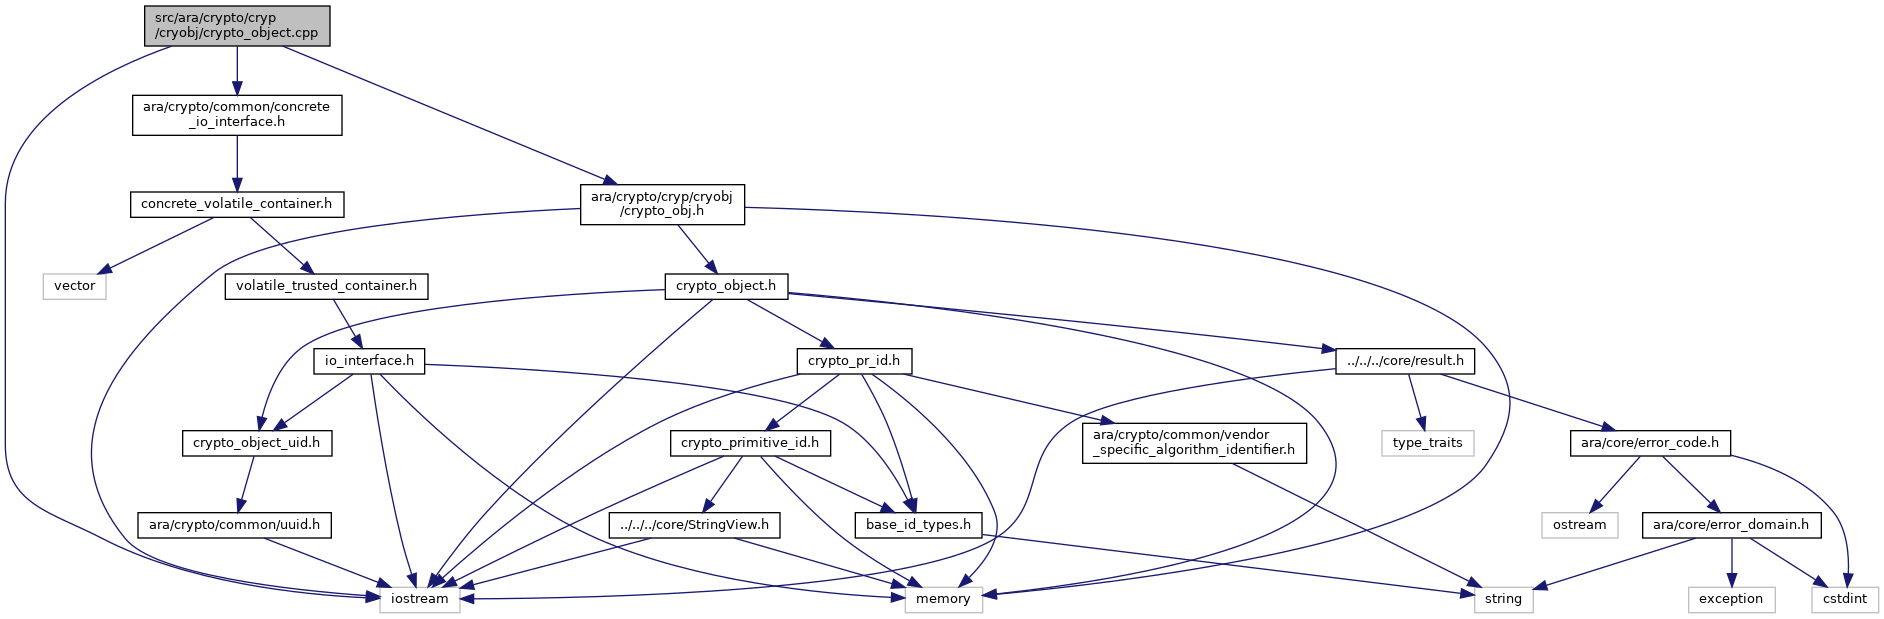 src/ara/crypto/cryp
/cryobj/crypto_object.cpp
ara/crypto/common/concrete
_io_interface.h
ara/crypto/cryp/cryobj
/crypto_obj.h
concrete_volatile_container.h
vector
volatile_trusted_container.h
crypto_object.h
io_interface.h
crypto_pr_id.h
../../../core/result.h
crypto_object_uid.h
crypto_primitive_id.h
ara/crypto/common/vendor
_specific_algorithm_identifier.h
type_traits
ara/core/error_code.h
ara/crypto/common/uuid.h
../../../core/StringView.h
base_id_types.h
ostream
ara/core/error_domain.h
iostream
memory
string
exception
cstdint